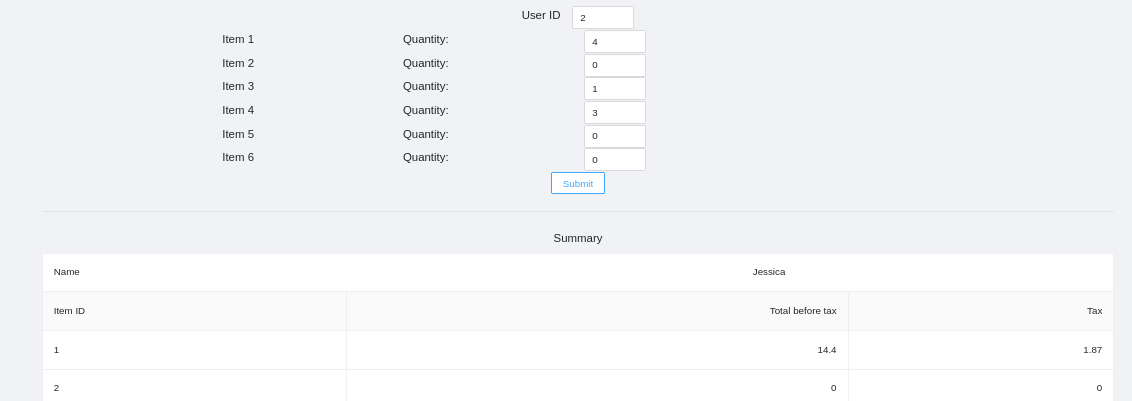 User ID 2
Item 1 Quantity: 4
Item 2 Quantity: 0
Item 3 Quantity: 1
Item 4 Quantity: 3
Item 5 Quantity: 0
Item 6 Quantity: 0
Submit
Summary
Name Jessica
Item ID Total before tax Tax
1 14.4 1.87
2 0 0